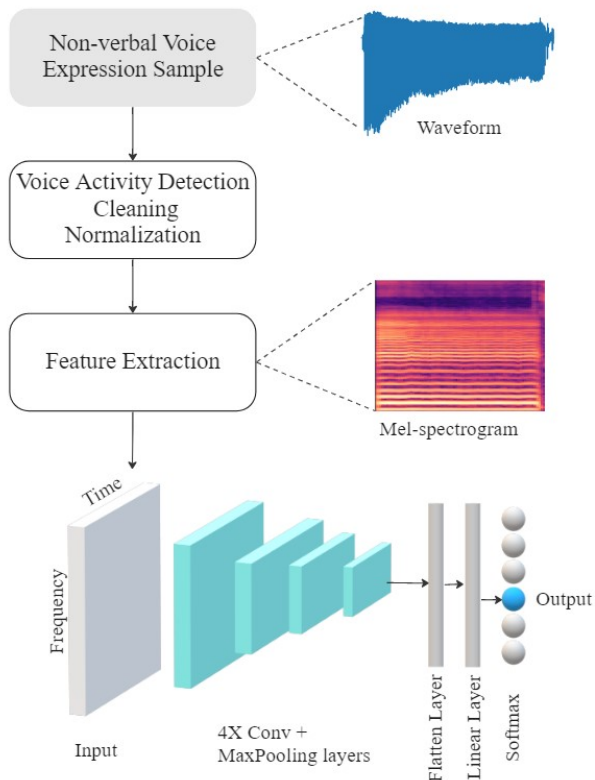 Non-verbal Voice
Expression Sample
Waveform
Voice Activity Detection
Cleaning
Normalization
Feature Extraction
Mel-spectrogram
Time
Frequency
Input
4X Conv +
MaxPooling layers
Flatten Layer
Linear Layer
Softmax
Output